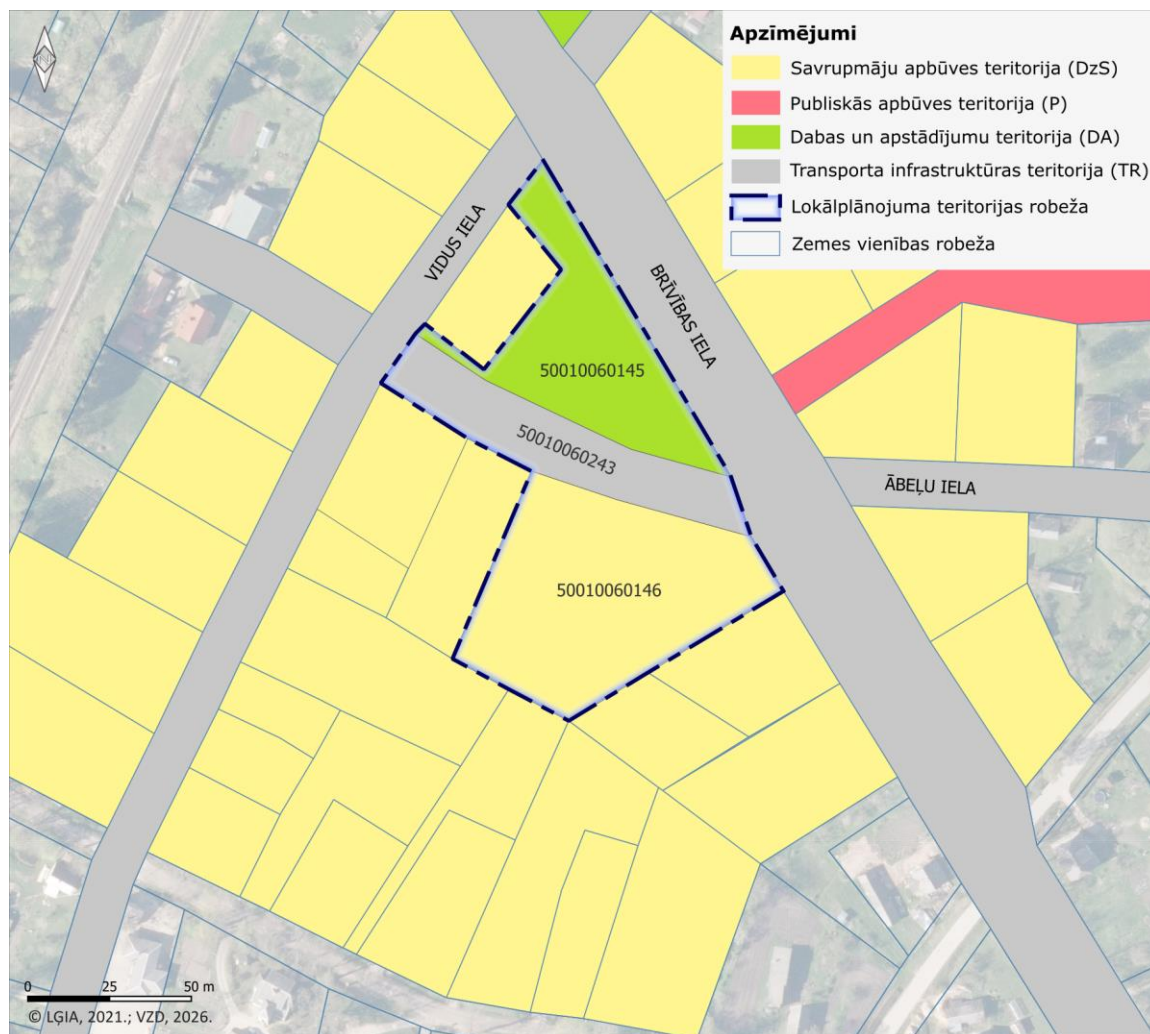 Apzīmējumi
Savrupmāju apbūves teritorija (DzS)
Publiskās apbūves teritorija (P)
Dabas un apstādījumu teritorija (DA)
Transporta infrastruktūras teritorija (TR)
Lokālplānojuma teritorijas robeža
Zemes vienības robeža
VIDUS IELA
BRĪVĪBAS IELA
50010060145
50010060243
ĀBEĻU IELA
50010060146
0 25 50 m
© LĢIA, 2021.; VZD, 2026.